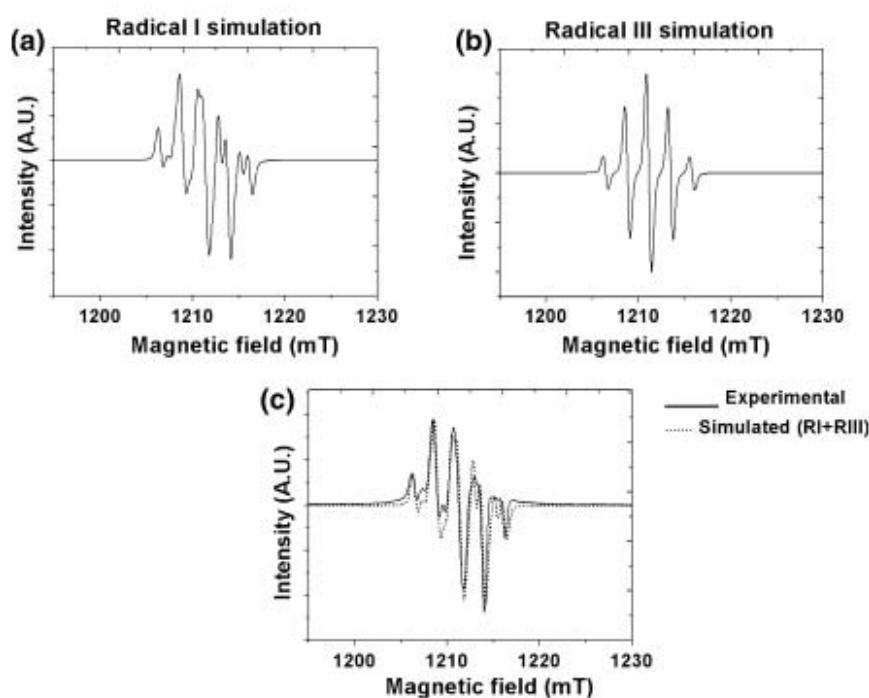 Radical I simulation
(a)
Intensity (A.U.)
1200 1210 1220 1230
Magnetic field (mT)
Radical III simulation
(b)
Intensity (A.U.)
1200 1210 1220 1230
Magnetic field (mT)
(c)
Experimental
Simulated (RI+RIII)
Intensity (A.U.)
1200 1210 1220 1230
Magnetic field (mT)